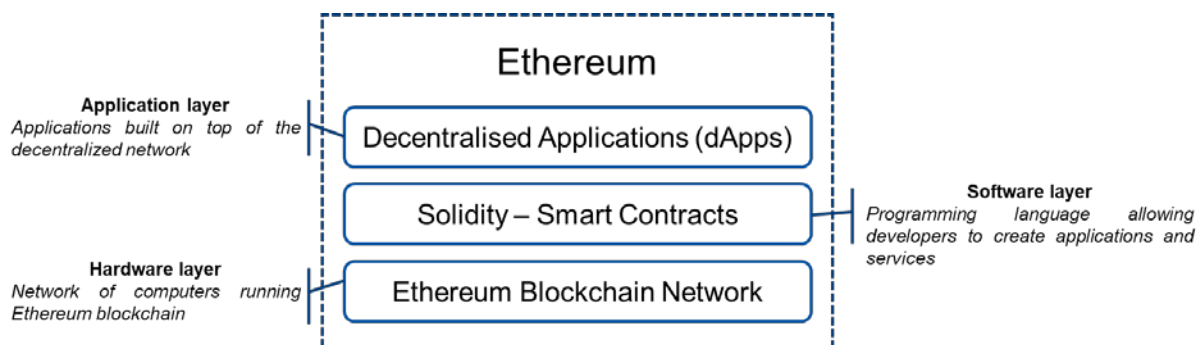 Ethereum
Application layer
Applications built on top of the
decentralized network
Decentralised Applications (dApps)
Solidity – Smart Contracts
Software layer
Programming language allowing
developers to create applications and
services
Hardware layer
Network of computers running
Ethereum blockchain
Ethereum Blockchain Network